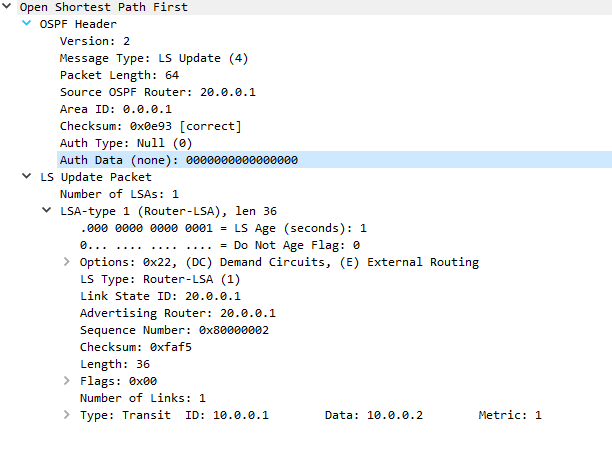 Open Shortest Path First
OSPF Header
Version: 2
Message Type: LS Update (4)
Packet Length: 64
Source OSPF Router: 20.0.0.1
Area ID: 0.0.0.1
Checksum: 0x0e93 [correct]
Auth Type: Null (0)
Auth Data (none): 0000000000000000
LS Update Packet
Number of LSAs: 1
LSA-type 1 (Router-LSA), len 36
.000 0000 0000 0001 = LS Age (seconds): 1
0... .... .... .... = Do Not Age Flag: 0
Options: 0x22, (DC) Demand Circuits, (E) External Routing
LS Type: Router-LSA (1)
Link State ID: 20.0.0.1
Advertising Router: 20.0.0.1
Sequence Number: 0x80000002
Checksum: 0xfaf5
Length: 36
Flags: 0x00
Number of Links: 1
Type: Transit  ID: 10.0.0.1        Data: 10.0.0.2        Metric: 1